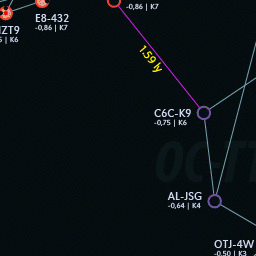 -0,86 | K7
E8-432
-0,86 | K7
IZT9
| K6
1.59 ly
C6C-K9
-0,75 | K6
AL-JSG
-0,64 | K4
OTJ-4W
-0,50 | K3